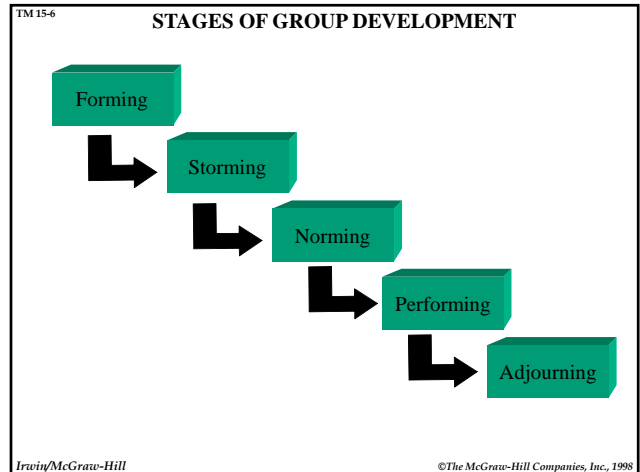 TM 15-6
STAGES OF GROUP DEVELOPMENT
Forming
Storming
Norming
Performing
Adjourning
Irwin/McGraw-Hill
©The McGraw-Hill Companies, Inc., 1998